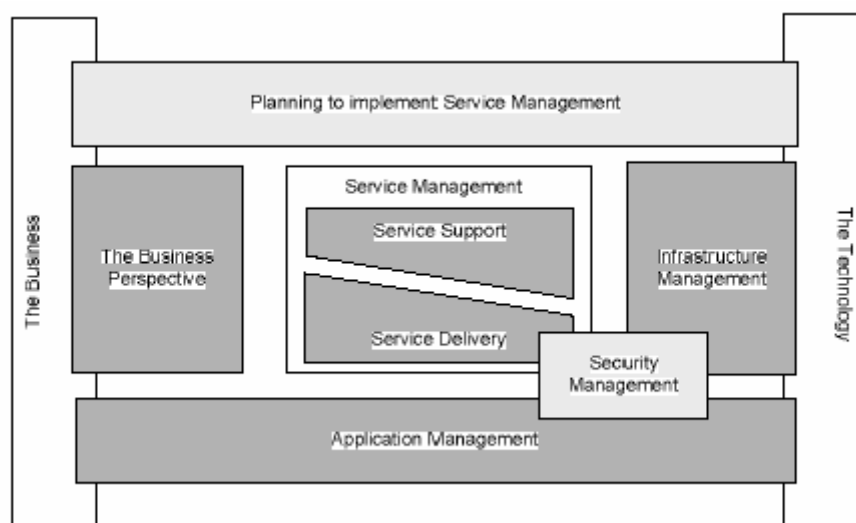 Planning to implement Service Management
The Business
The Business
Perspective
Service Management
Service Support
Service Delivery
Infrastructure
Management
The Technology
Security
Management
Application Management